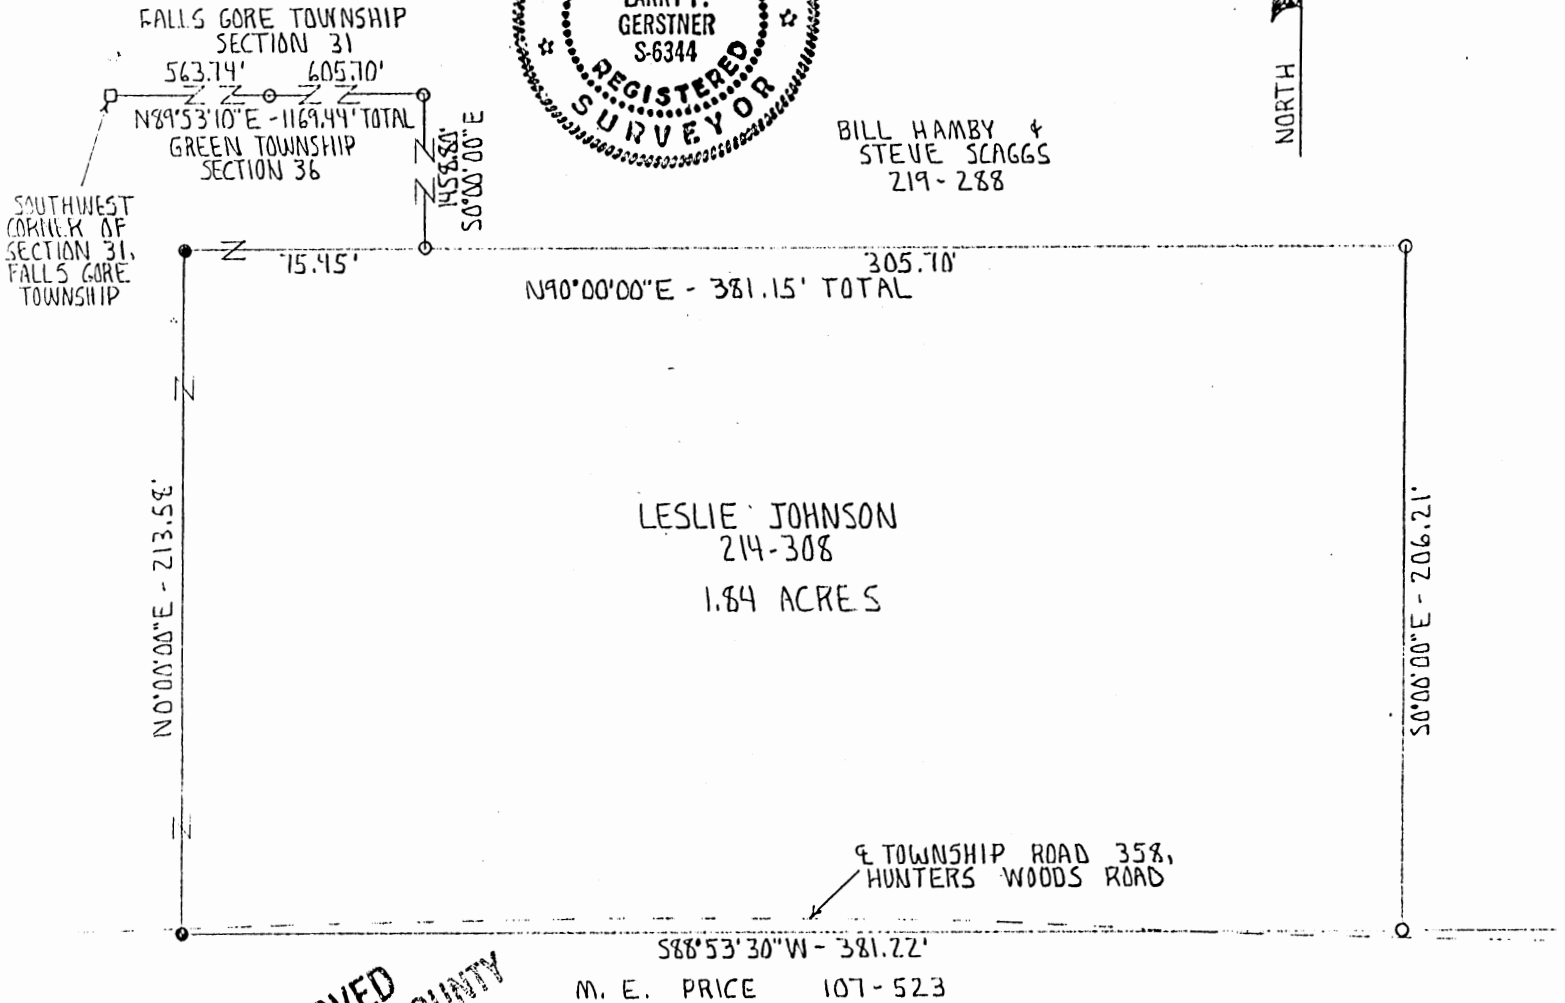 FALLS GORE TOWNSHIP
SECTION 31
563.74' 605.70'
N89°53'10"E - 1169.44' TOTAL
GREEN TOWNSHIP
SECTION 36
1458.80'
S0°00'00"E
SOUTHWEST
CORNER OF
SECTION 31,
FALLS GORE
TOWNSHIP
GERSTNER
S-6344
REGISTERED
SURVEYOR
BILL HAMBY &
STEVE SCAGGS
219-288
NORTH
75.45' 305.70'
N90°00'00"E - 381.15' TOTAL
N0°00'00"E - 213.58'
LESLIE JOHNSON
214-308
1.84 ACRES
S0°00'00"E - 206.21'
℄ TOWNSHIP ROAD 358,
HUNTERS WOODS ROAD
S88°53'30"W - 381.22'
M. E. PRICE 107-523